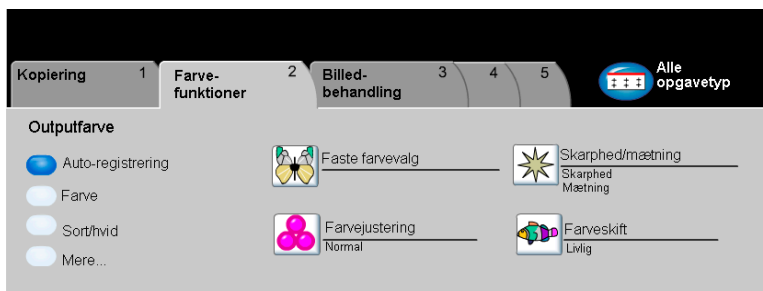 Kopiering 1
Farve-
funktioner 2
Billed-
behandling 3
4
5
Alle
opgavetyp
Outputfarve
Auto-registrering
Farve
Sort/hvid
Mere...
Faste farvevalg
Farvejustering
Normal
Skarphed/mætning
Skarphed
Mætning
Farveskift
Livlig